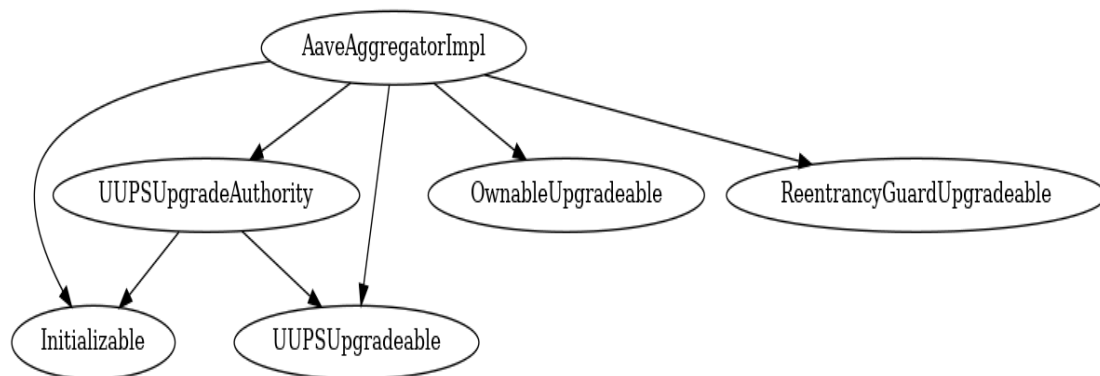 AaveAggregatorImpl
UUPSUpgradeAuthority
OwnableUpgradeable
ReentrancyGuardUpgradeable
Initializable
UUPSUpgradeable